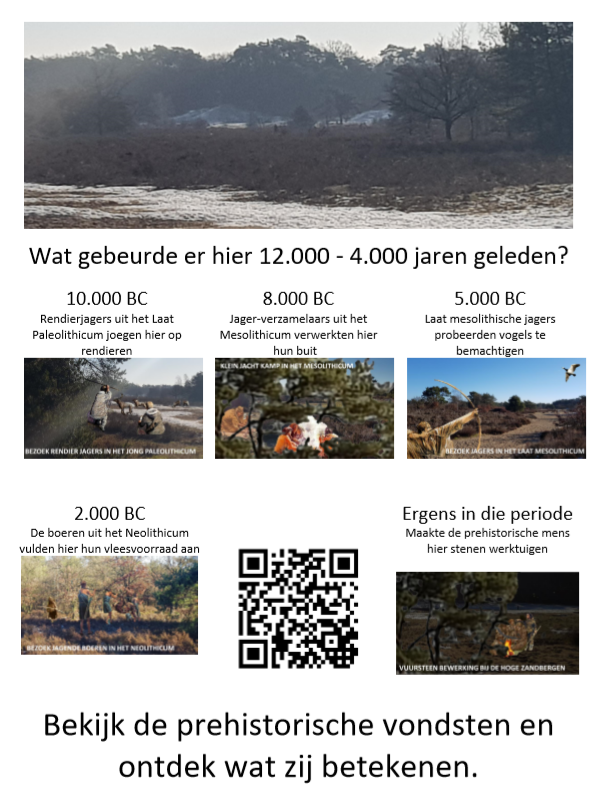 Wat gebeurde er hier 12.000 - 4.000 jaren geleden?
10.000 BC
Rendierjagers uit het Laat
Paleolithicum joegen hier op
rendieren
BEZOEK RENDIER JAGERS IN HET JONG PALEOLITHICUM
8.000 BC
Jager-verzamelaars uit het
Mesolithicum verwerkten hier
hun buit
KLEIN JACHT KAMP IN HET MESOLITHICUM
5.000 BC
Laat mesolithische jagers
probeerden vogels te
bemachtigen
BEZOEK JAGERS IN HET LAAT MESOLITHICUM
2.000 BC
De boeren uit het Neolithicum
vulden hier hun vleesvoorraad aan
BEZOEK JAGENDE BOEREN IN HET NEOLITHICUM
Ergens in die periode
Maakte de prehistorische mens
hier stenen werktuigen
VUURSTEEN BEWERKING BIJ DE HOGE ZANDBERGEN
Bekijk de prehistorische vondsten en
ontdek wat zij betekenen.